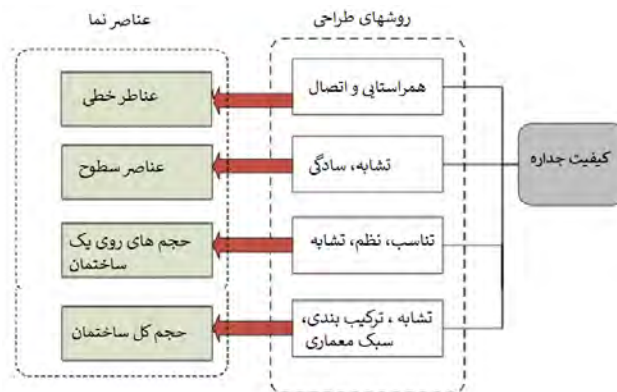 روشهای طراحی
عناصر نما
کیفیت جداره
همراستایی و اتصال
عناطر خطی
تشابه، سادگی
عناصر سطوح
تناسب، نظم، تشابه
حجم های روی یک
ساختمان
تشابه ، ترکیب بندی،
سبک معماری
حجم کل ساختمان